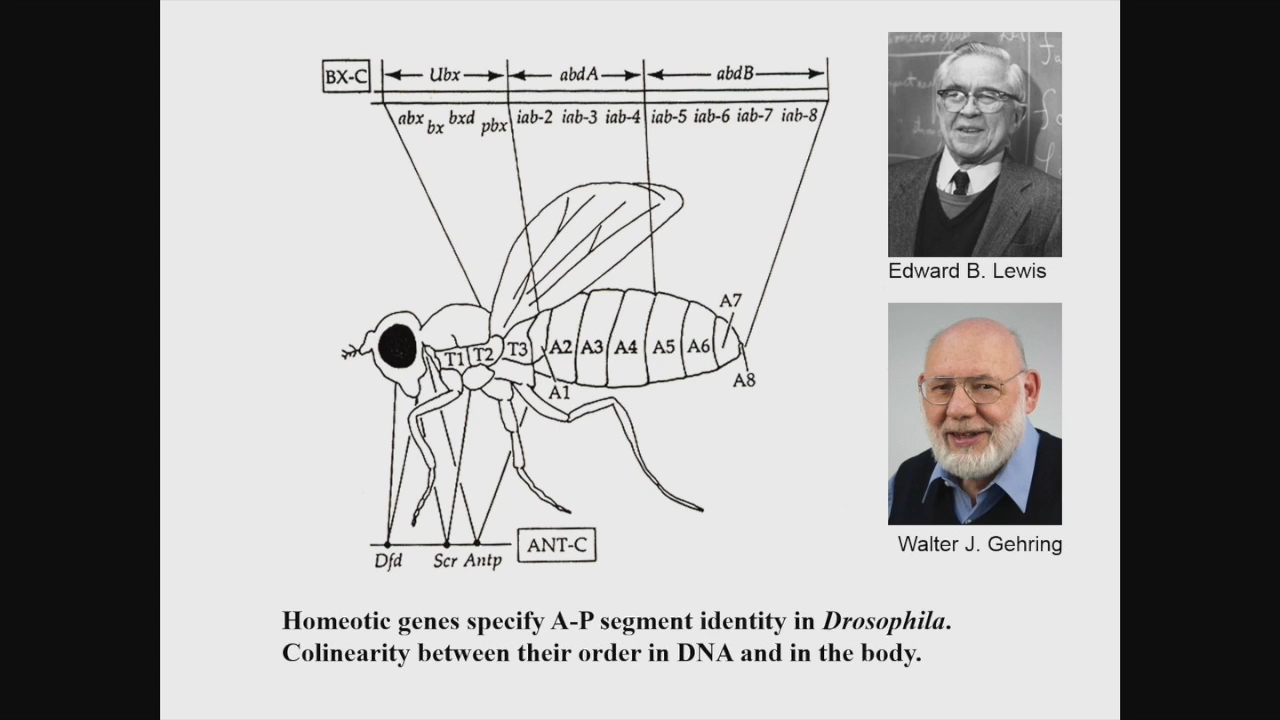 BX-C Ubx abdA abdB
abx bx bxd pbx iab-2 iab-3 iab-4 iab-5 iab-6 iab-7 iab-8
Edward B. Lewis
A7
T1 T2 T3 A2 A3 A4 A5 A6
A1 A8
Walter J. Gehring
ANT-C
Dfd Scr Antp
Homeotic genes specify A-P segment identity in Drosophila.
Colinearity between their order in DNA and in the body.